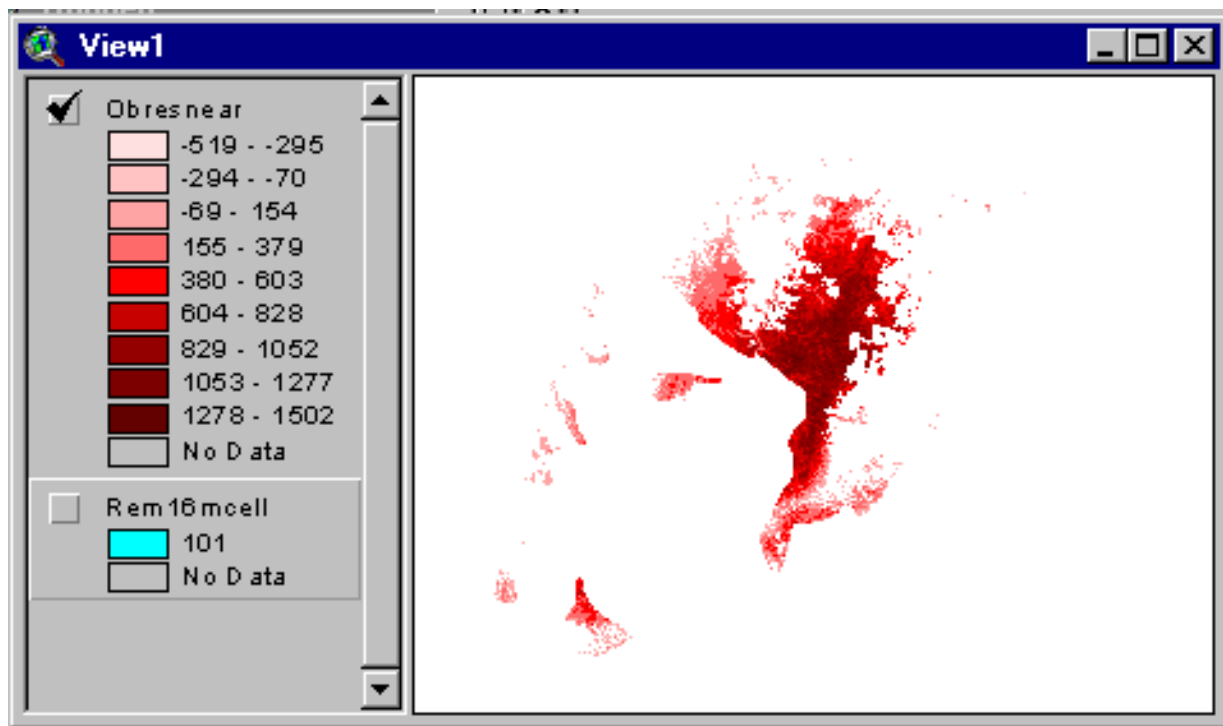 View1
Obresnear
-519 - -295
-294 - -70
-69 - 154
155 - 379
380 - 603
604 - 828
829 - 1052
1053 - 1277
1278 - 1502
No Data
Rem16mcell
101
No Data